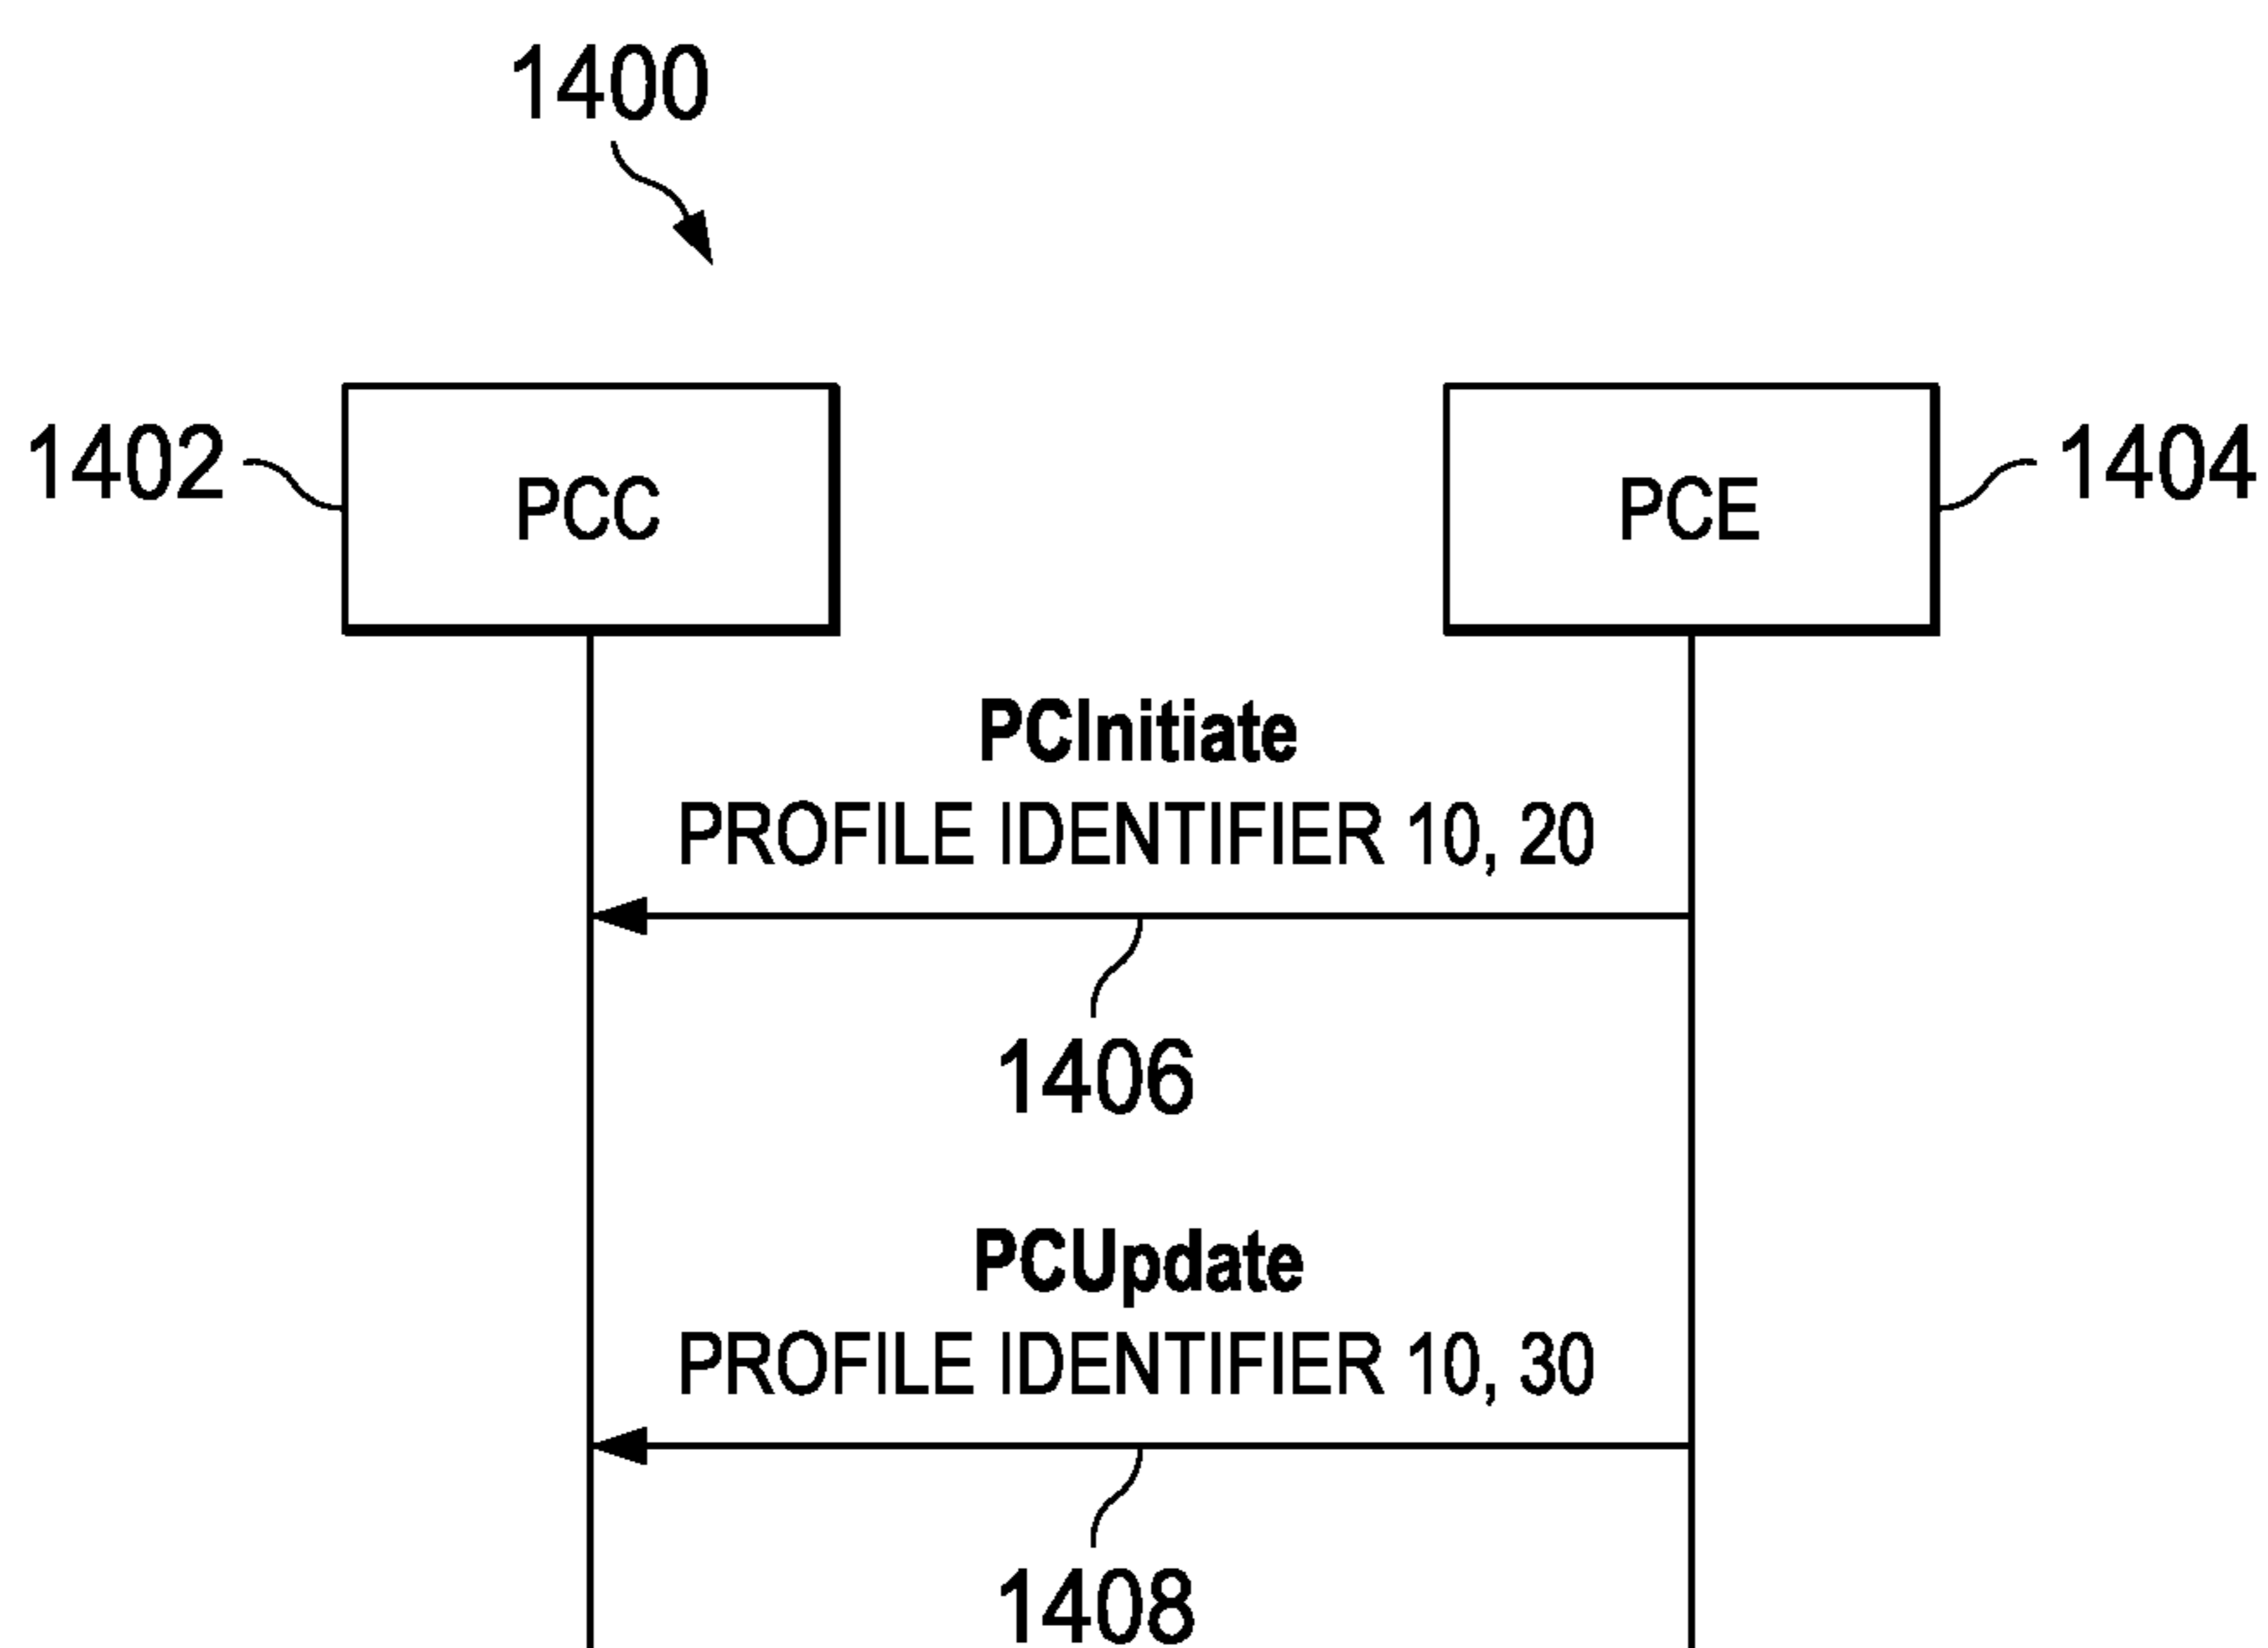 1400
1402
PCC
PCE
1404
PCInitiate
PROFILE IDENTIFIER 10, 20
1406
PCUpdate
PROFILE IDENTIFIER 10, 30
1408